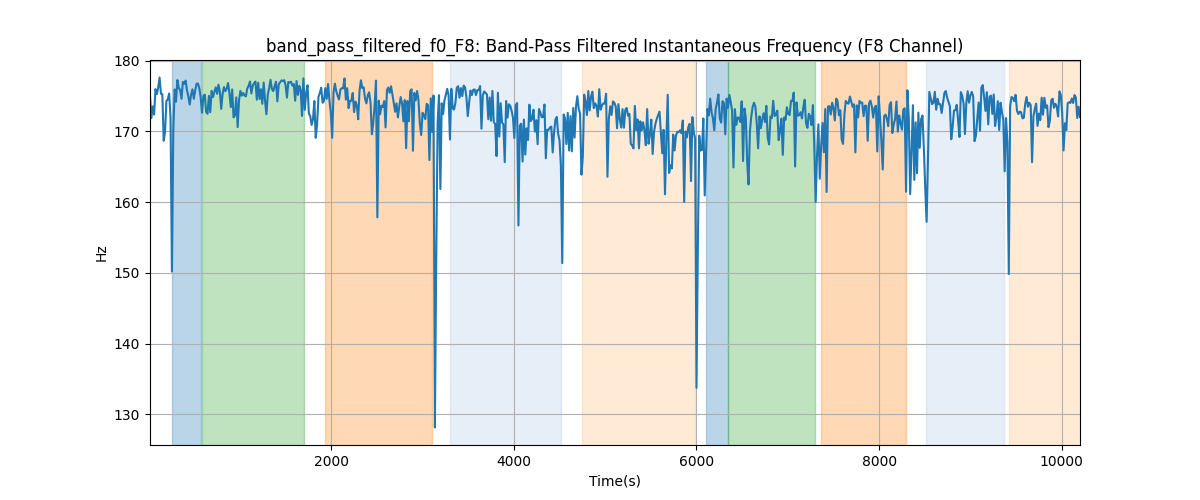 band_pass_filtered_f0_F8: Band-Pass Filtered Instantaneous Frequency (F8 Channel)
180
170
160
150
140
130
Hz
2000 4000 6000 8000 10000
Time(s)